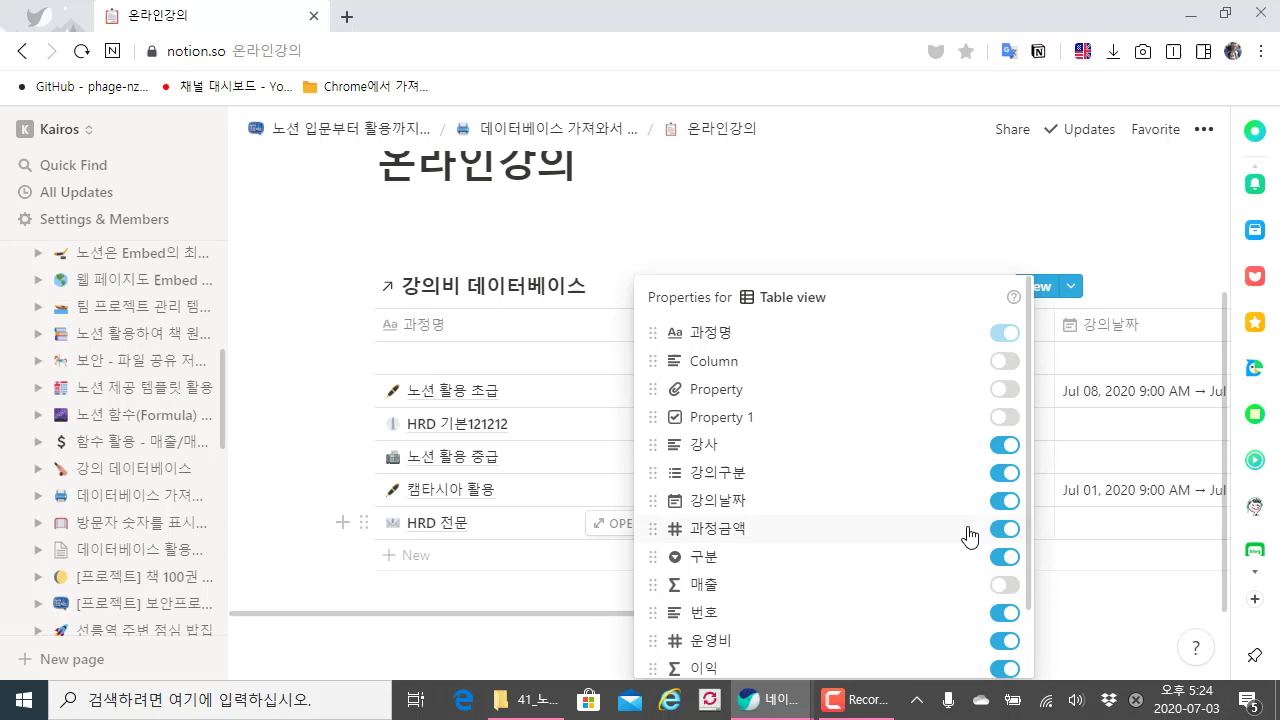 온라인강의
notion.so 온라인강의
GitHub - phage-nz...
채널 대시보드 - Yo...
Chrome에서 가져...
K Kairos
노션 입문부터 활용까지... / 데이터베이스 가져와서 ... / 온라인강의
Share
Updates
Favorite
Quick Find
All Updates
Settings & Members
노션은 Embed의 최...
웹 페이지도 Embed ...
팀 프로젝트 관리 템...
노션 활용하여 책 원...
보안 - 파일 공유 저...
노션 제공 템플릿 활용
노션 함수(Formula) ...
함수 활용 - 매출/매...
강의 데이터베이스
데이터베이스 가져...
방문자 숫자를 표시...
데이터베이스 활용...
[프로젝트] 책 100권 ...
[프로젝트] 보안프로...
선릉역 주변 점심 밥집
New page
온라인강의
강의비 데이터베이스
Aa 과정명
노션 활용 초급
HRD 기본121212
노션 활용 중급
캠타시아 활용
HRD 전문
OPE
New
Properties for Table view
Aa 과정명
Column
Property
Property 1
강사
강의구분
강의날짜
과정금액
구분
매출
번호
운영비
이익
ew
강의날짜
Jul 08, 2020 9:00 AM → Jul
Jul 01, 2020 9:00 AM → Jul
?
blog
검색하려면 여기에 입력하십시오.
41_노...
네이...
Recor...
오후 5:24
2020-07-03
5